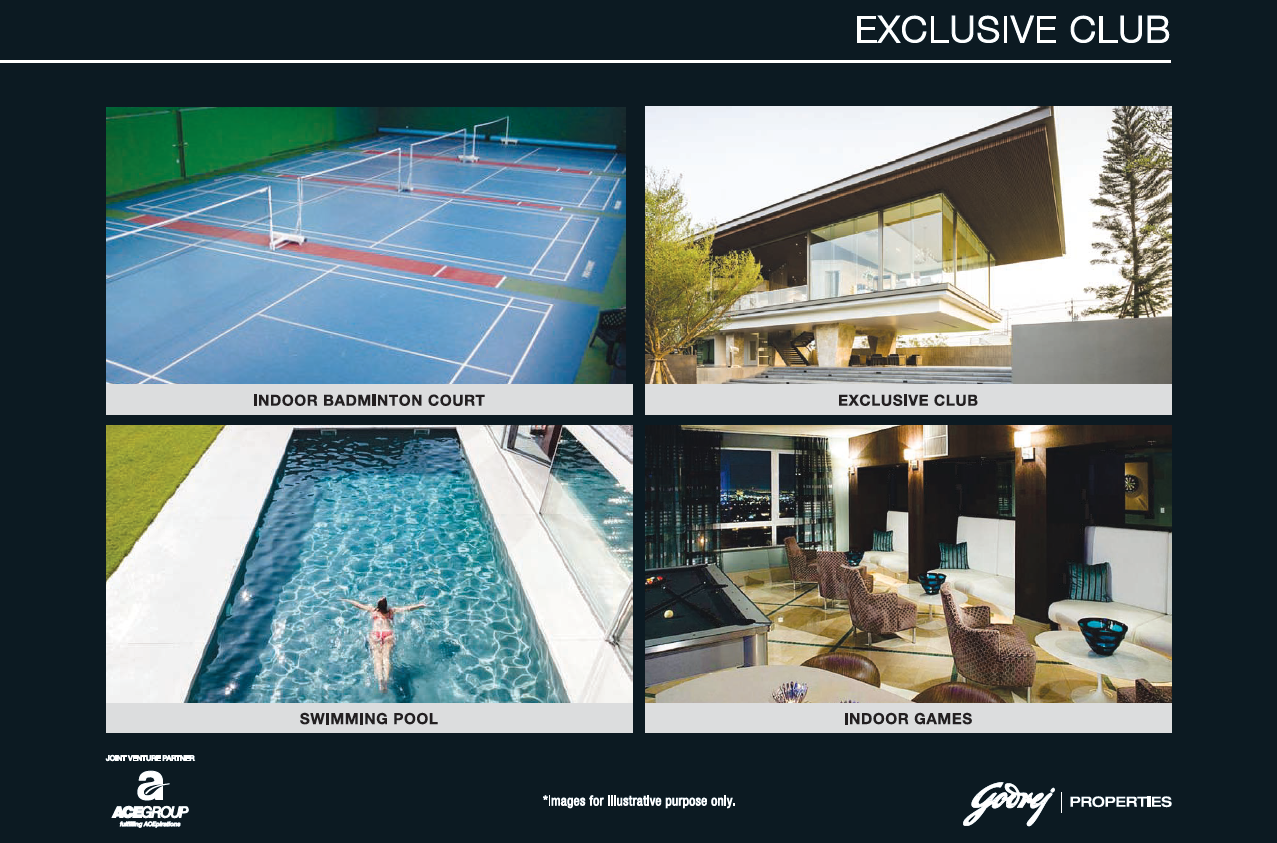 EXCLUSIVE CLUB
INDOOR BADMINTON COURT
EXCLUSIVE CLUB
SWIMMING POOL
INDOOR GAMES
JOINT VENTURE PARTNER
a
ACEGROUP
fulfilling ACEpirations
*Images for illustrative purpose only.
Godrej | PROPERTIES